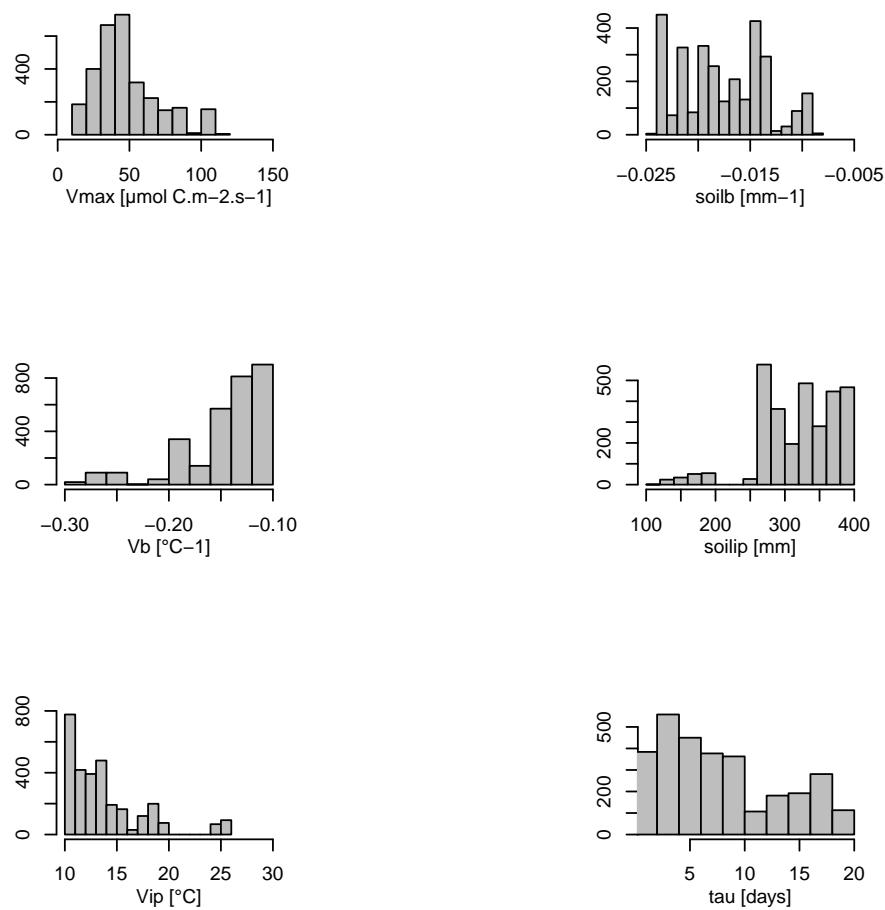 0 400
0 50 100 150
Vmax [µmol C.m−2.s−1]
0 200 400
−0.025 −0.015 −0.005
soilb [mm−1]
0 400 800
−0.30 −0.20 −0.10
Vb [°C−1]
0 200 500
100 200 300 400
soilip [mm]
0 400 800
10 15 20 30
Vip [°C]
0 200 500
5 10 15 20
tau [days]